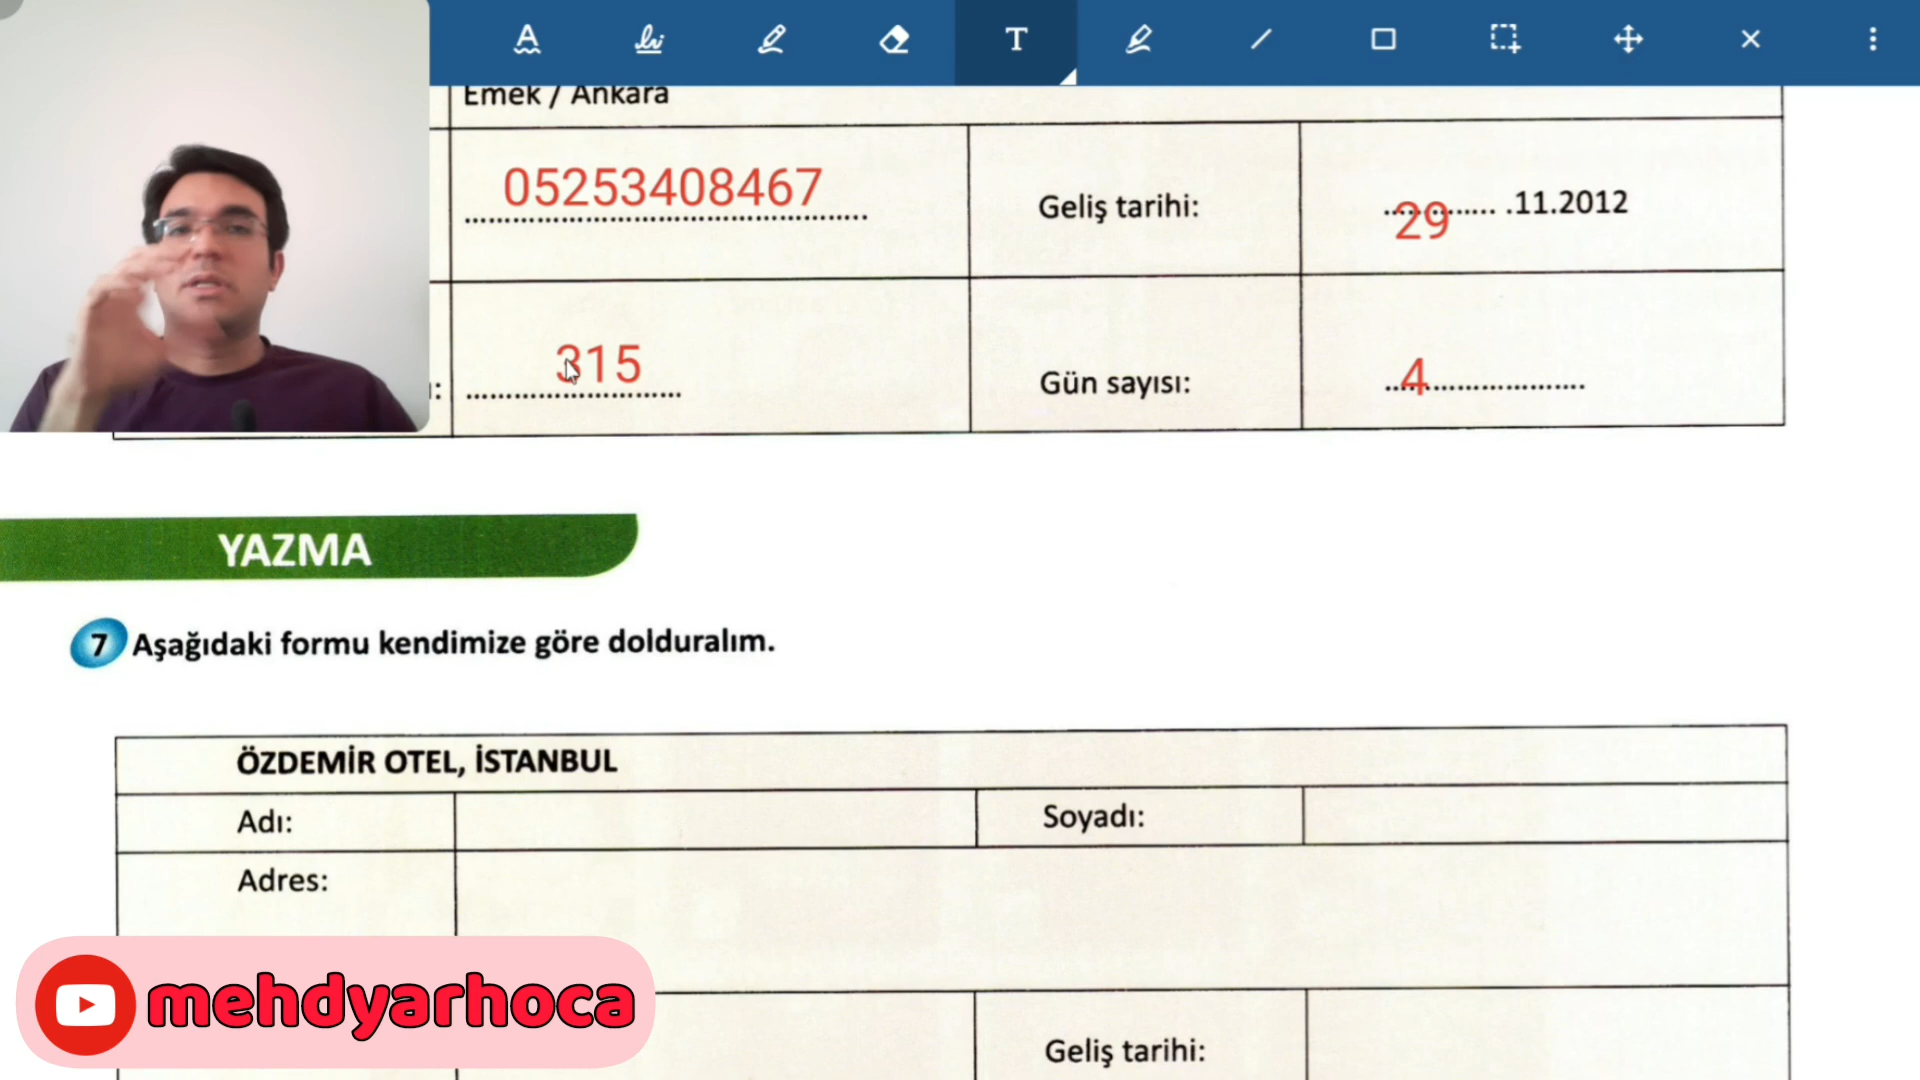 Emek / Ankara
05253408467
Geliş tarihi:
29 .11.2012
ı:
315
Gün sayısı:
4
YAZMA
7 Aşağıdaki formu kendimize göre dolduralım.
ÖZDEMİR OTEL, İSTANBUL
Adı:
Soyadı:
Adres:
mehdyarhoca
Geliş tarihi: